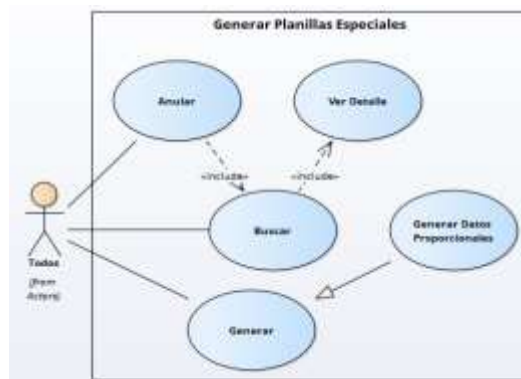 Generar Planillas Especiales
Anular
Ver Detalle
«include»
«include»
Buscar
Generar Datos
Proporcionales
Todos
(from
Actors)
Generar